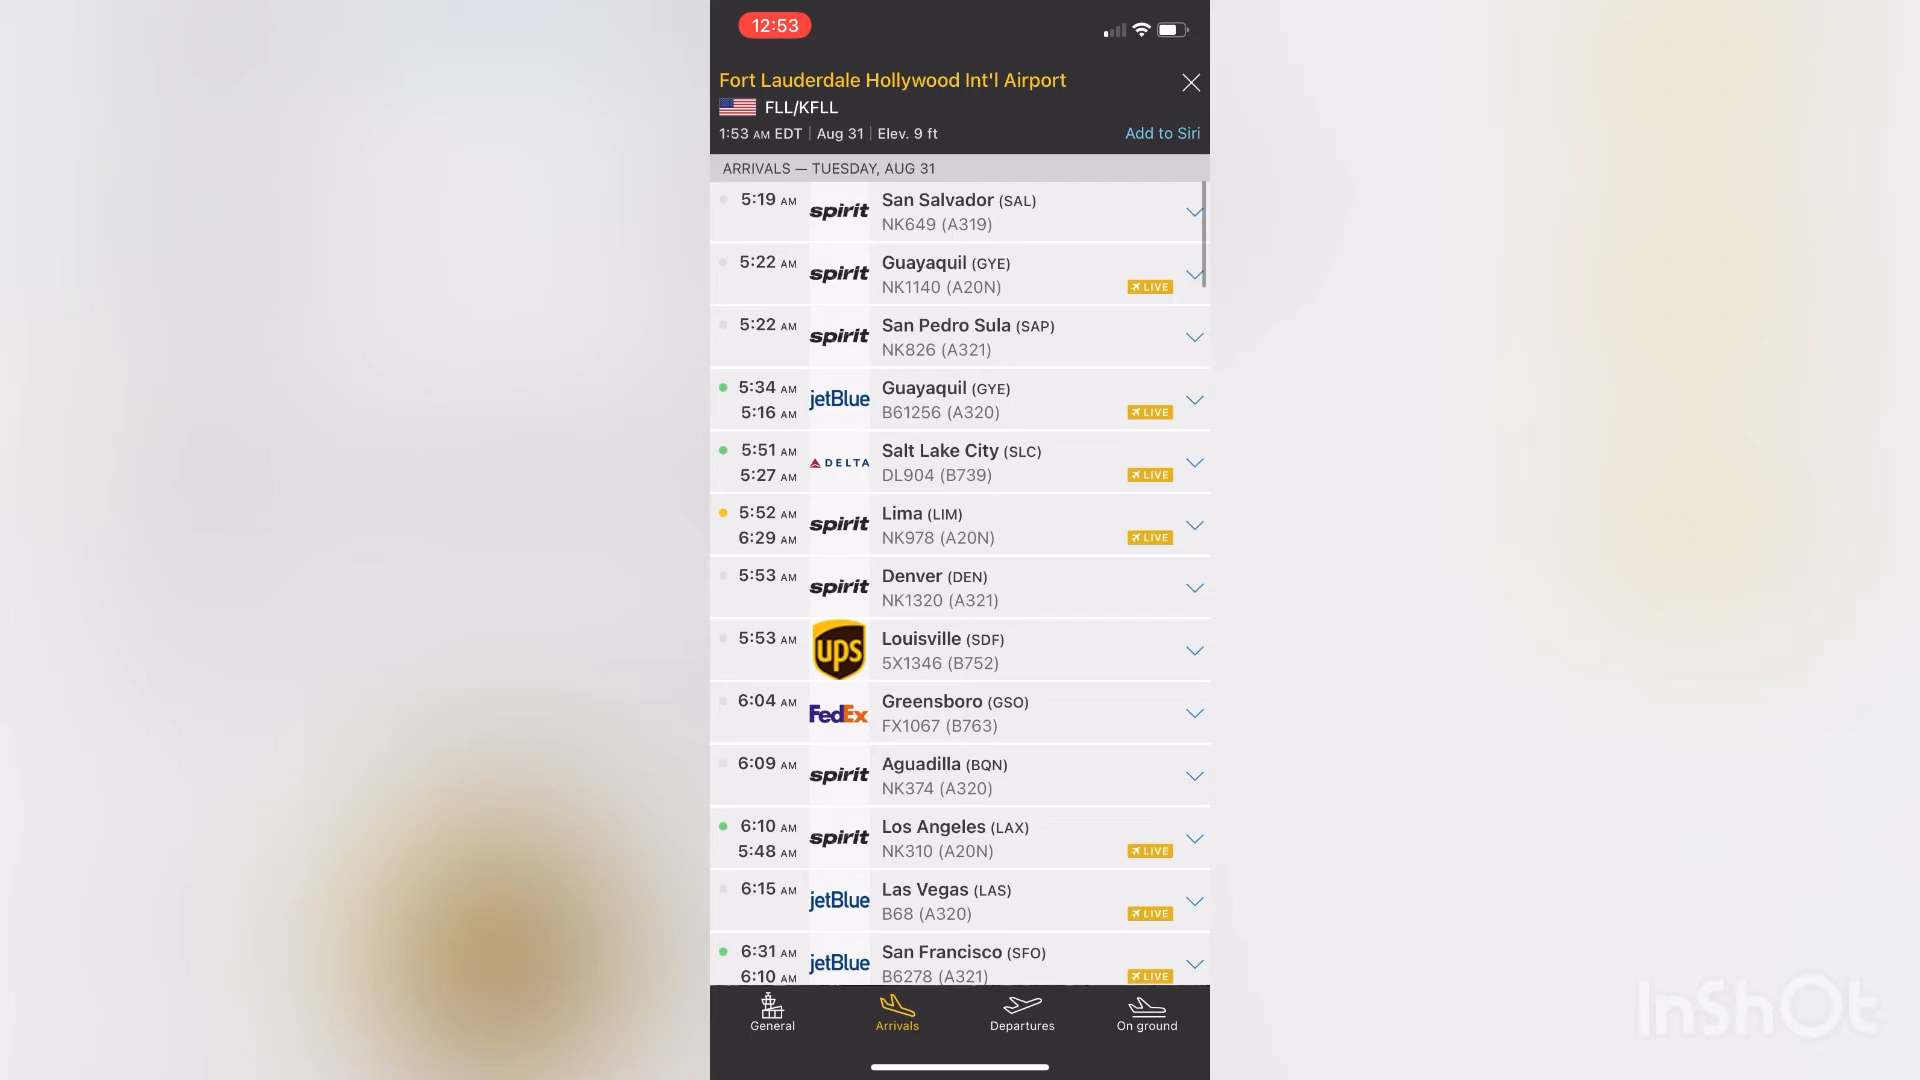 12:53
Fort Lauderdale Hollywood Int'l Airport
FLL/KFLL
1:53 AM EDT | Aug 31 | Elev. 9 ft
Add to Siri
ARRIVALS — TUESDAY, AUG 31
5:19 AM spirit San Salvador (SAL)
NK649 (A319)
5:22 AM spirit Guayaquil (GYE)
NK1140 (A20N) LIVE
5:22 AM spirit San Pedro Sula (SAP)
NK826 (A321)
5:34 AM jetBlue Guayaquil (GYE)
5:16 AM B61256 (A320) LIVE
5:51 AM DELTA Salt Lake City (SLC)
5:27 AM DL904 (B739) LIVE
5:52 AM spirit Lima (LIM)
6:29 AM NK978 (A20N) LIVE
5:53 AM spirit Denver (DEN)
NK1320 (A321)
5:53 AM ups Louisville (SDF)
5X1346 (B752)
6:04 AM FedEx Greensboro (GSO)
FX1067 (B763)
6:09 AM spirit Aguadilla (BQN)
NK374 (A320)
6:10 AM spirit Los Angeles (LAX)
5:48 AM NK310 (A20N) LIVE
6:15 AM jetBlue Las Vegas (LAS)
B68 (A320) LIVE
6:31 AM jetBlue San Francisco (SFO)
6:10 AM B6278 (A321) LIVE
General Arrivals Departures On ground
InShOt